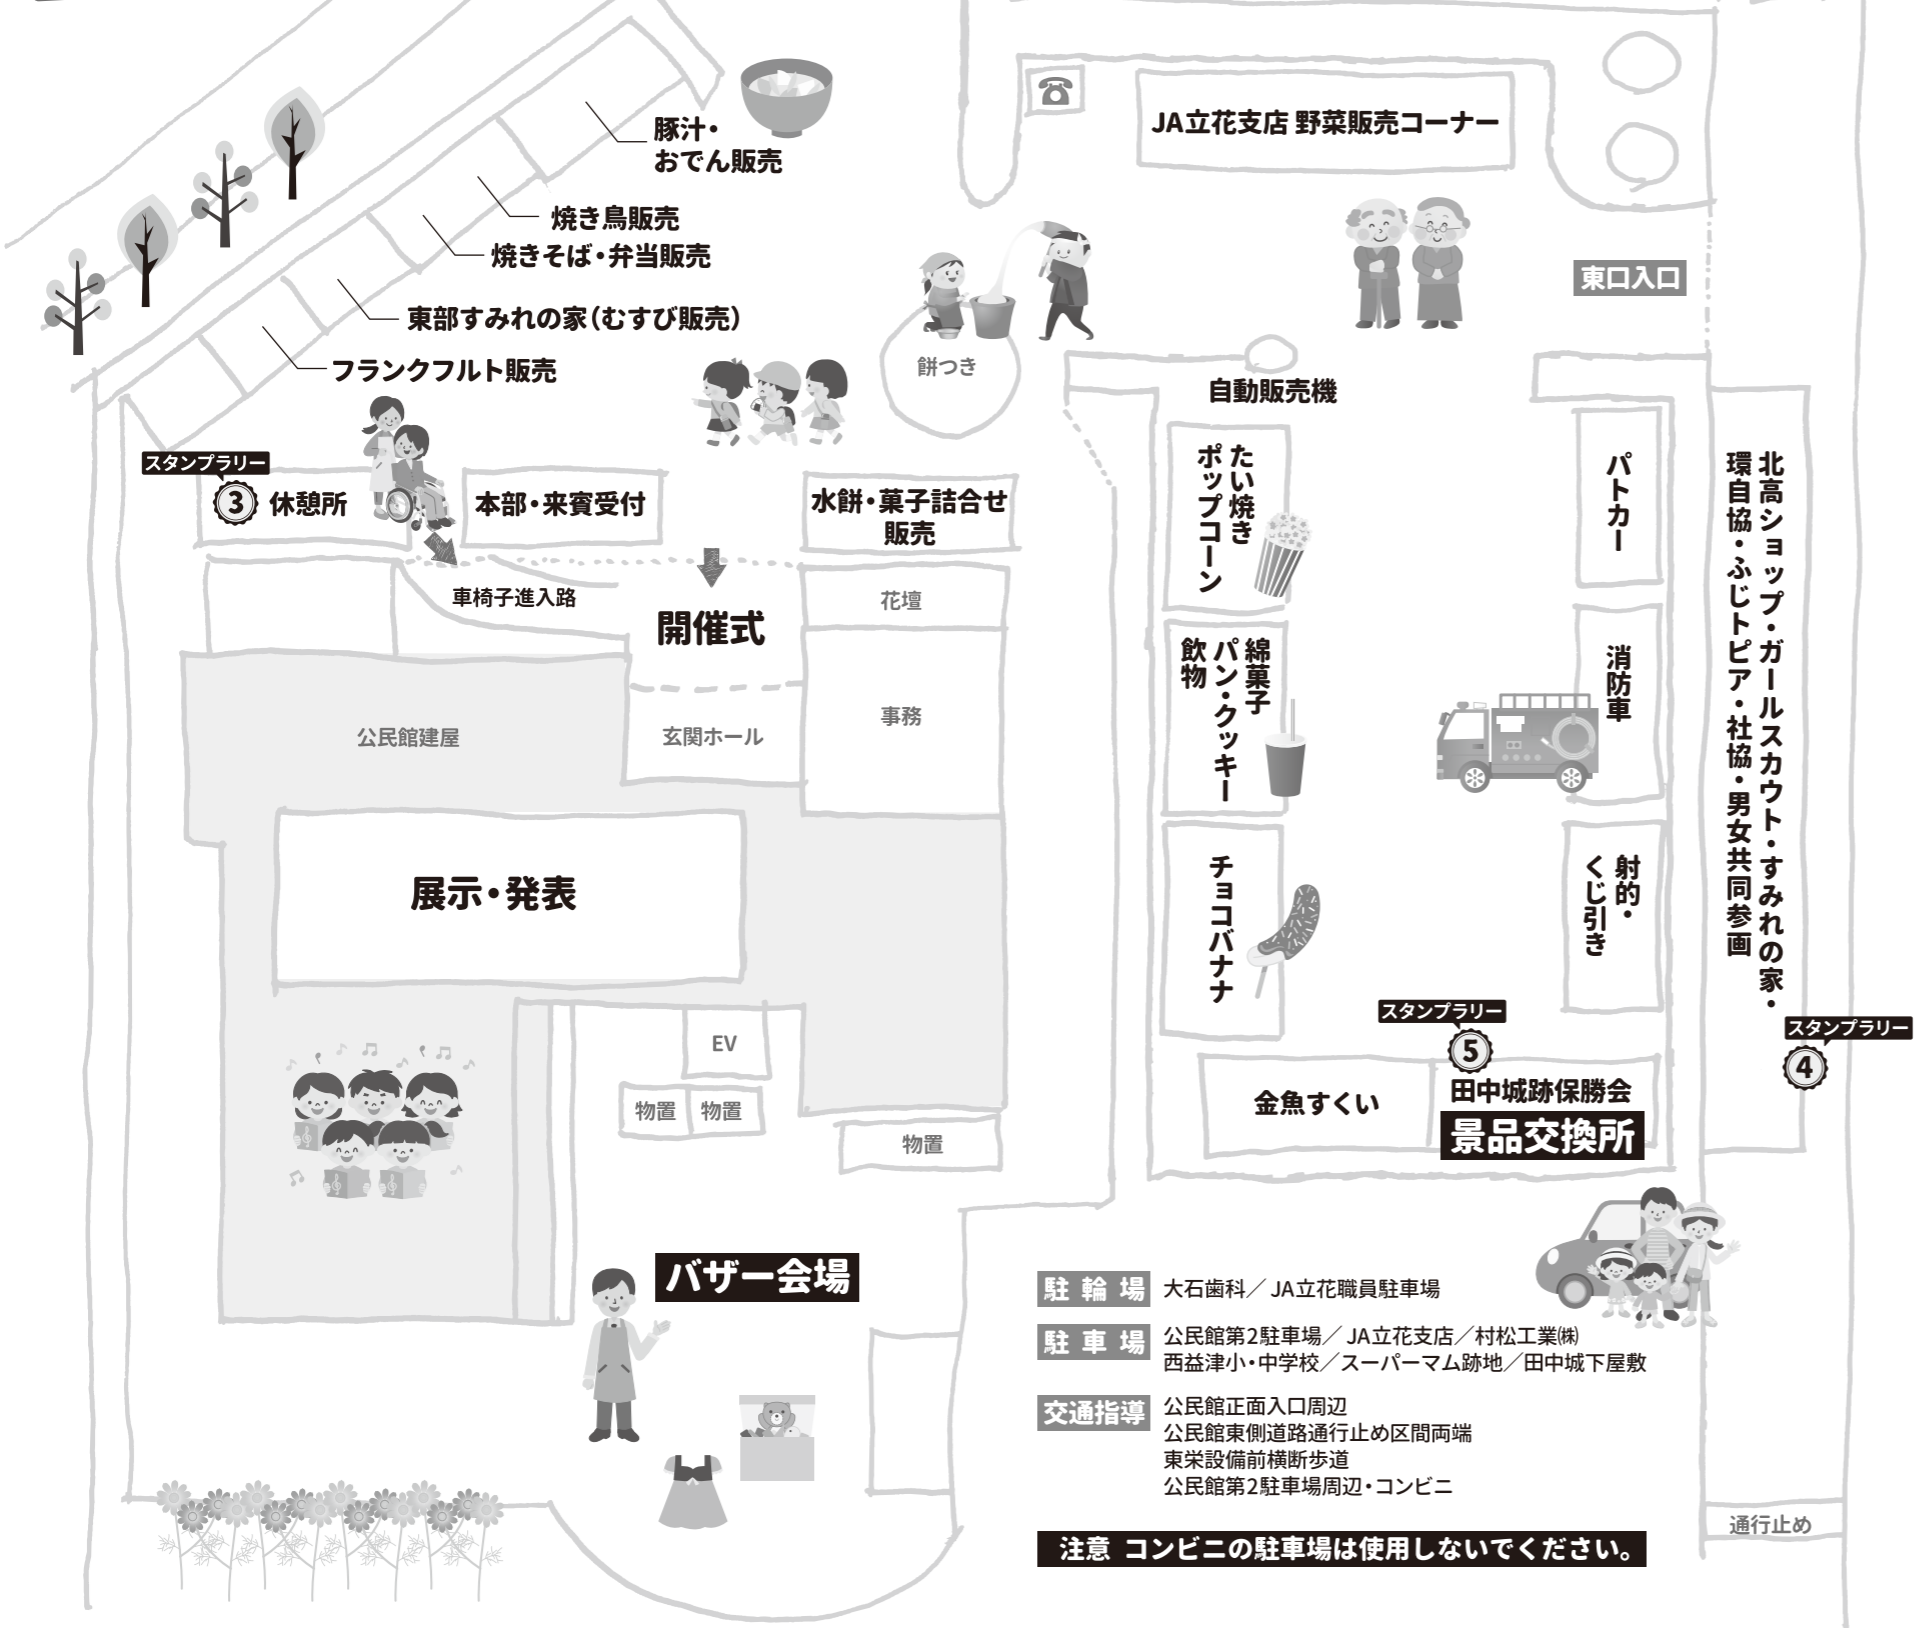 豚汁・
おでん販売
焼き鳥販売
焼きそば・弁当販売
東部すみれの家（むすび販売）
フランクフルト販売
JA立花支店 野菜販売コーナー
東口入口
餅つき
自動販売機
スタンプラリー
3
休憩所
本部・来賓受付
水餅・菓子詰合せ
販売
車椅子進入路
開催式
花壇
事務
玄関ホール
公民館建屋
展示・発表
EV
物置
物置
物置
バザー会場
たい焼き
ポップコーン
綿菓子
パン・クッキー
飲物
チョコバナナ
パトカー
消防車
射的・
くじ引き
北高ショップ・ガールスカウト・すみれの家・
環自協・ふじトピア・社協・男女共同参画
スタンプラリー
4
スタンプラリー
5
金魚すくい
田中城跡保勝会
景品交換所
駐輪場 大石歯科／JA立花職員駐車場
駐車場 公民館第2駐車場／JA立花支店／村松工業㈱
西益津小・中学校／スーパーマム跡地／田中城下屋敷
交通指導 公民館正面入口周辺
公民館東側道路通行止め区間両端
東栄設備前横断歩道
公民館第2駐車場周辺・コンビニ
注意 コンビニの駐車場は使用しないでください。
通行止め